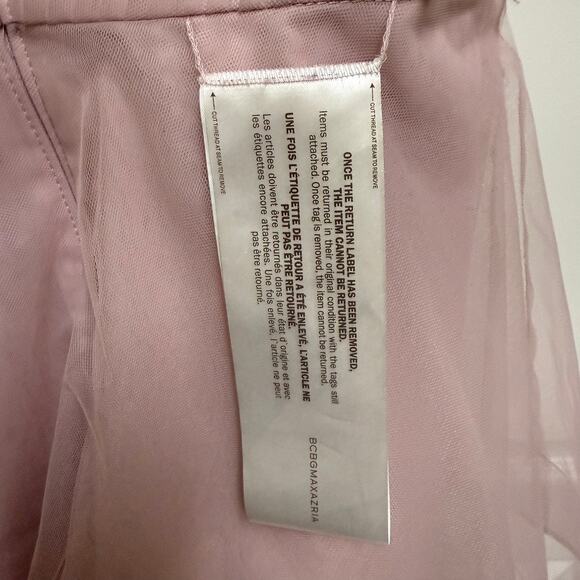 ONCE THE RETURN LABEL HAS BEEN REMOVED,
THE ITEM CANNOT BE RETURNED.
Items must be returned in their original condition with the tags still
attached. Once tag is removed, the item cannot be returned.
UNE FOIS L'ÉTIQUETTE DE RETOUR A ÉTÉ ENLEVÉ, L'ARTICLE NE
PEUT PAS ÊTRE RETOURNÉ.
Les articles doivent être retournés dans leur état d'origine et avec
les étiquettes encore attachées. Une fois enlevé, l'article ne peut
pas être retourné.
BCBGMAXAZRIA
CUT THREAD AT SEAM TO REMOVE
CUT THREAD AT SEAM TO REMOVE